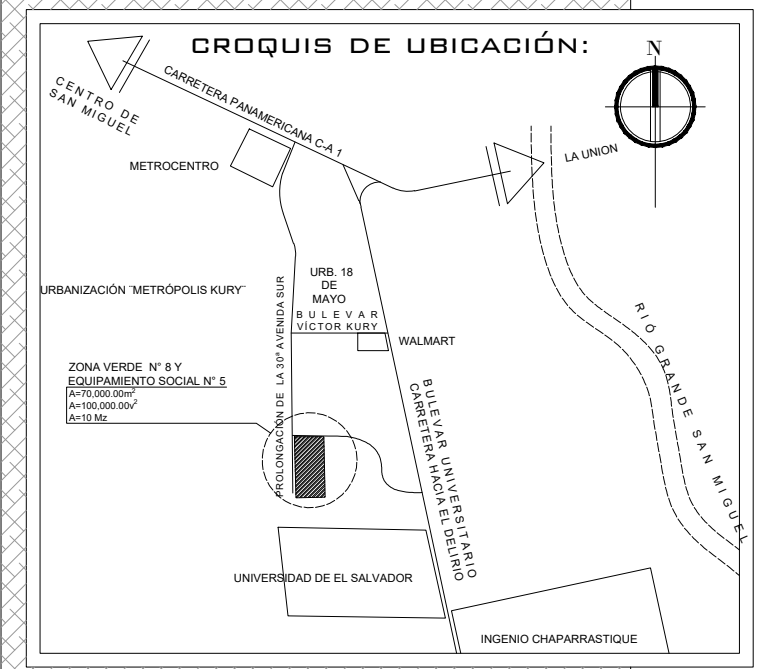 CROQUIS DE UBICACIÓN:
N
CENTRO DE
SAN MIGUEL
CARRETERA PANAMERICANA C-A 1
METROCENTRO
LA UNION
URBANIZACIÓN ¨METRÓPOLIS KURY¨
URB. 18
DE
MAYO
BULEVAR
VÍCTOR KURY
WALMART
PROLONGACIÓN DE LA 30ª AVENIDA SUR
RIÓ GRANDE SAN MIGUEL
ZONA VERDE N° 8 Y
EQUIPAMIENTO SOCIAL N° 5
A=70,000.00m²
A=100,000.00v²
A=10 Mz
BULEVAR UNIVERSITARIO
CARRETERA HACIA EL DELIRIO
UNIVERSIDAD DE EL SALVADOR
INGENIO CHAPARRASTIQUE